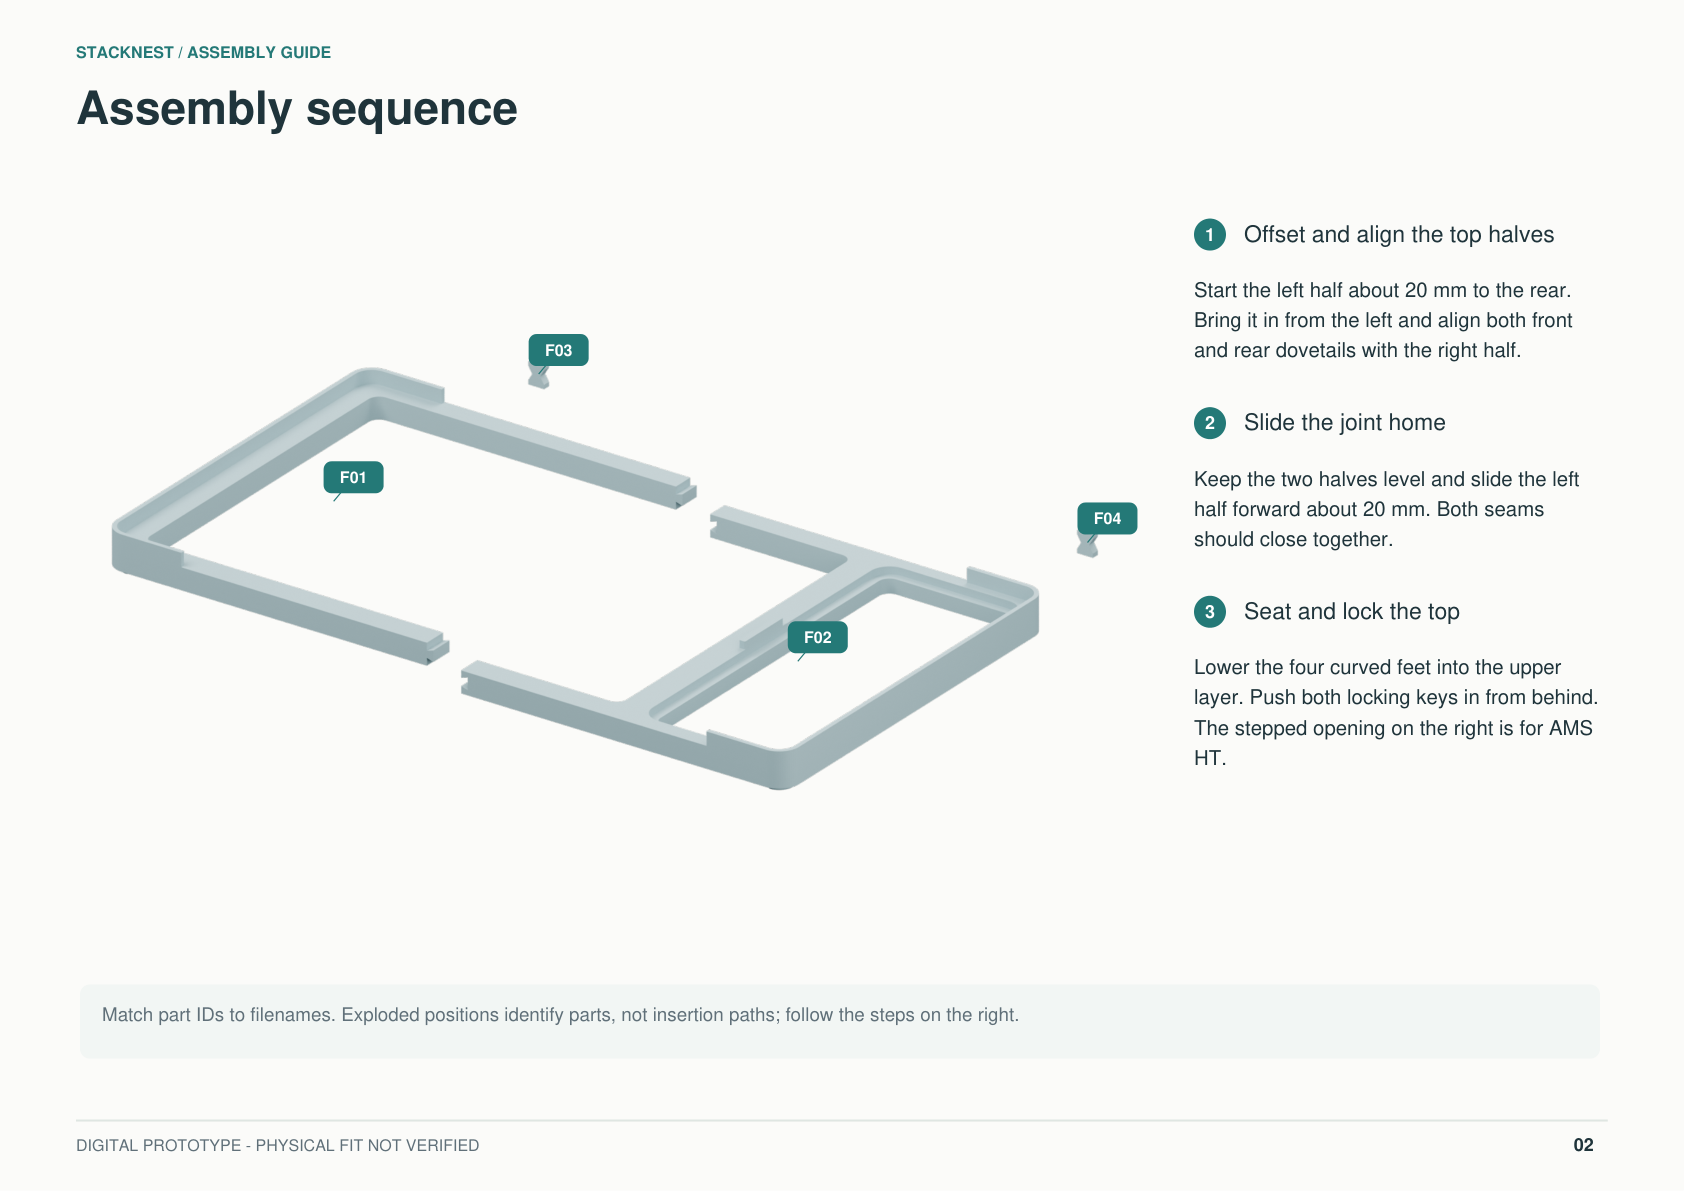 STACKNEST / ASSEMBLY GUIDE
Assembly sequence
F03
F01
F04
F02
1 Offset and align the top halves
Start the left half about 20 mm to the rear.
Bring it in from the left and align both front
and rear dovetails with the right half.
2 Slide the joint home
Keep the two halves level and slide the left
half forward about 20 mm. Both seams
should close together.
3 Seat and lock the top
Lower the four curved feet into the upper
layer. Push both locking keys in from behind.
The stepped opening on the right is for AMS
HT.
Match part IDs to filenames. Exploded positions identify parts, not insertion paths; follow the steps on the right.
DIGITAL PROTOTYPE - PHYSICAL FIT NOT VERIFIED
02